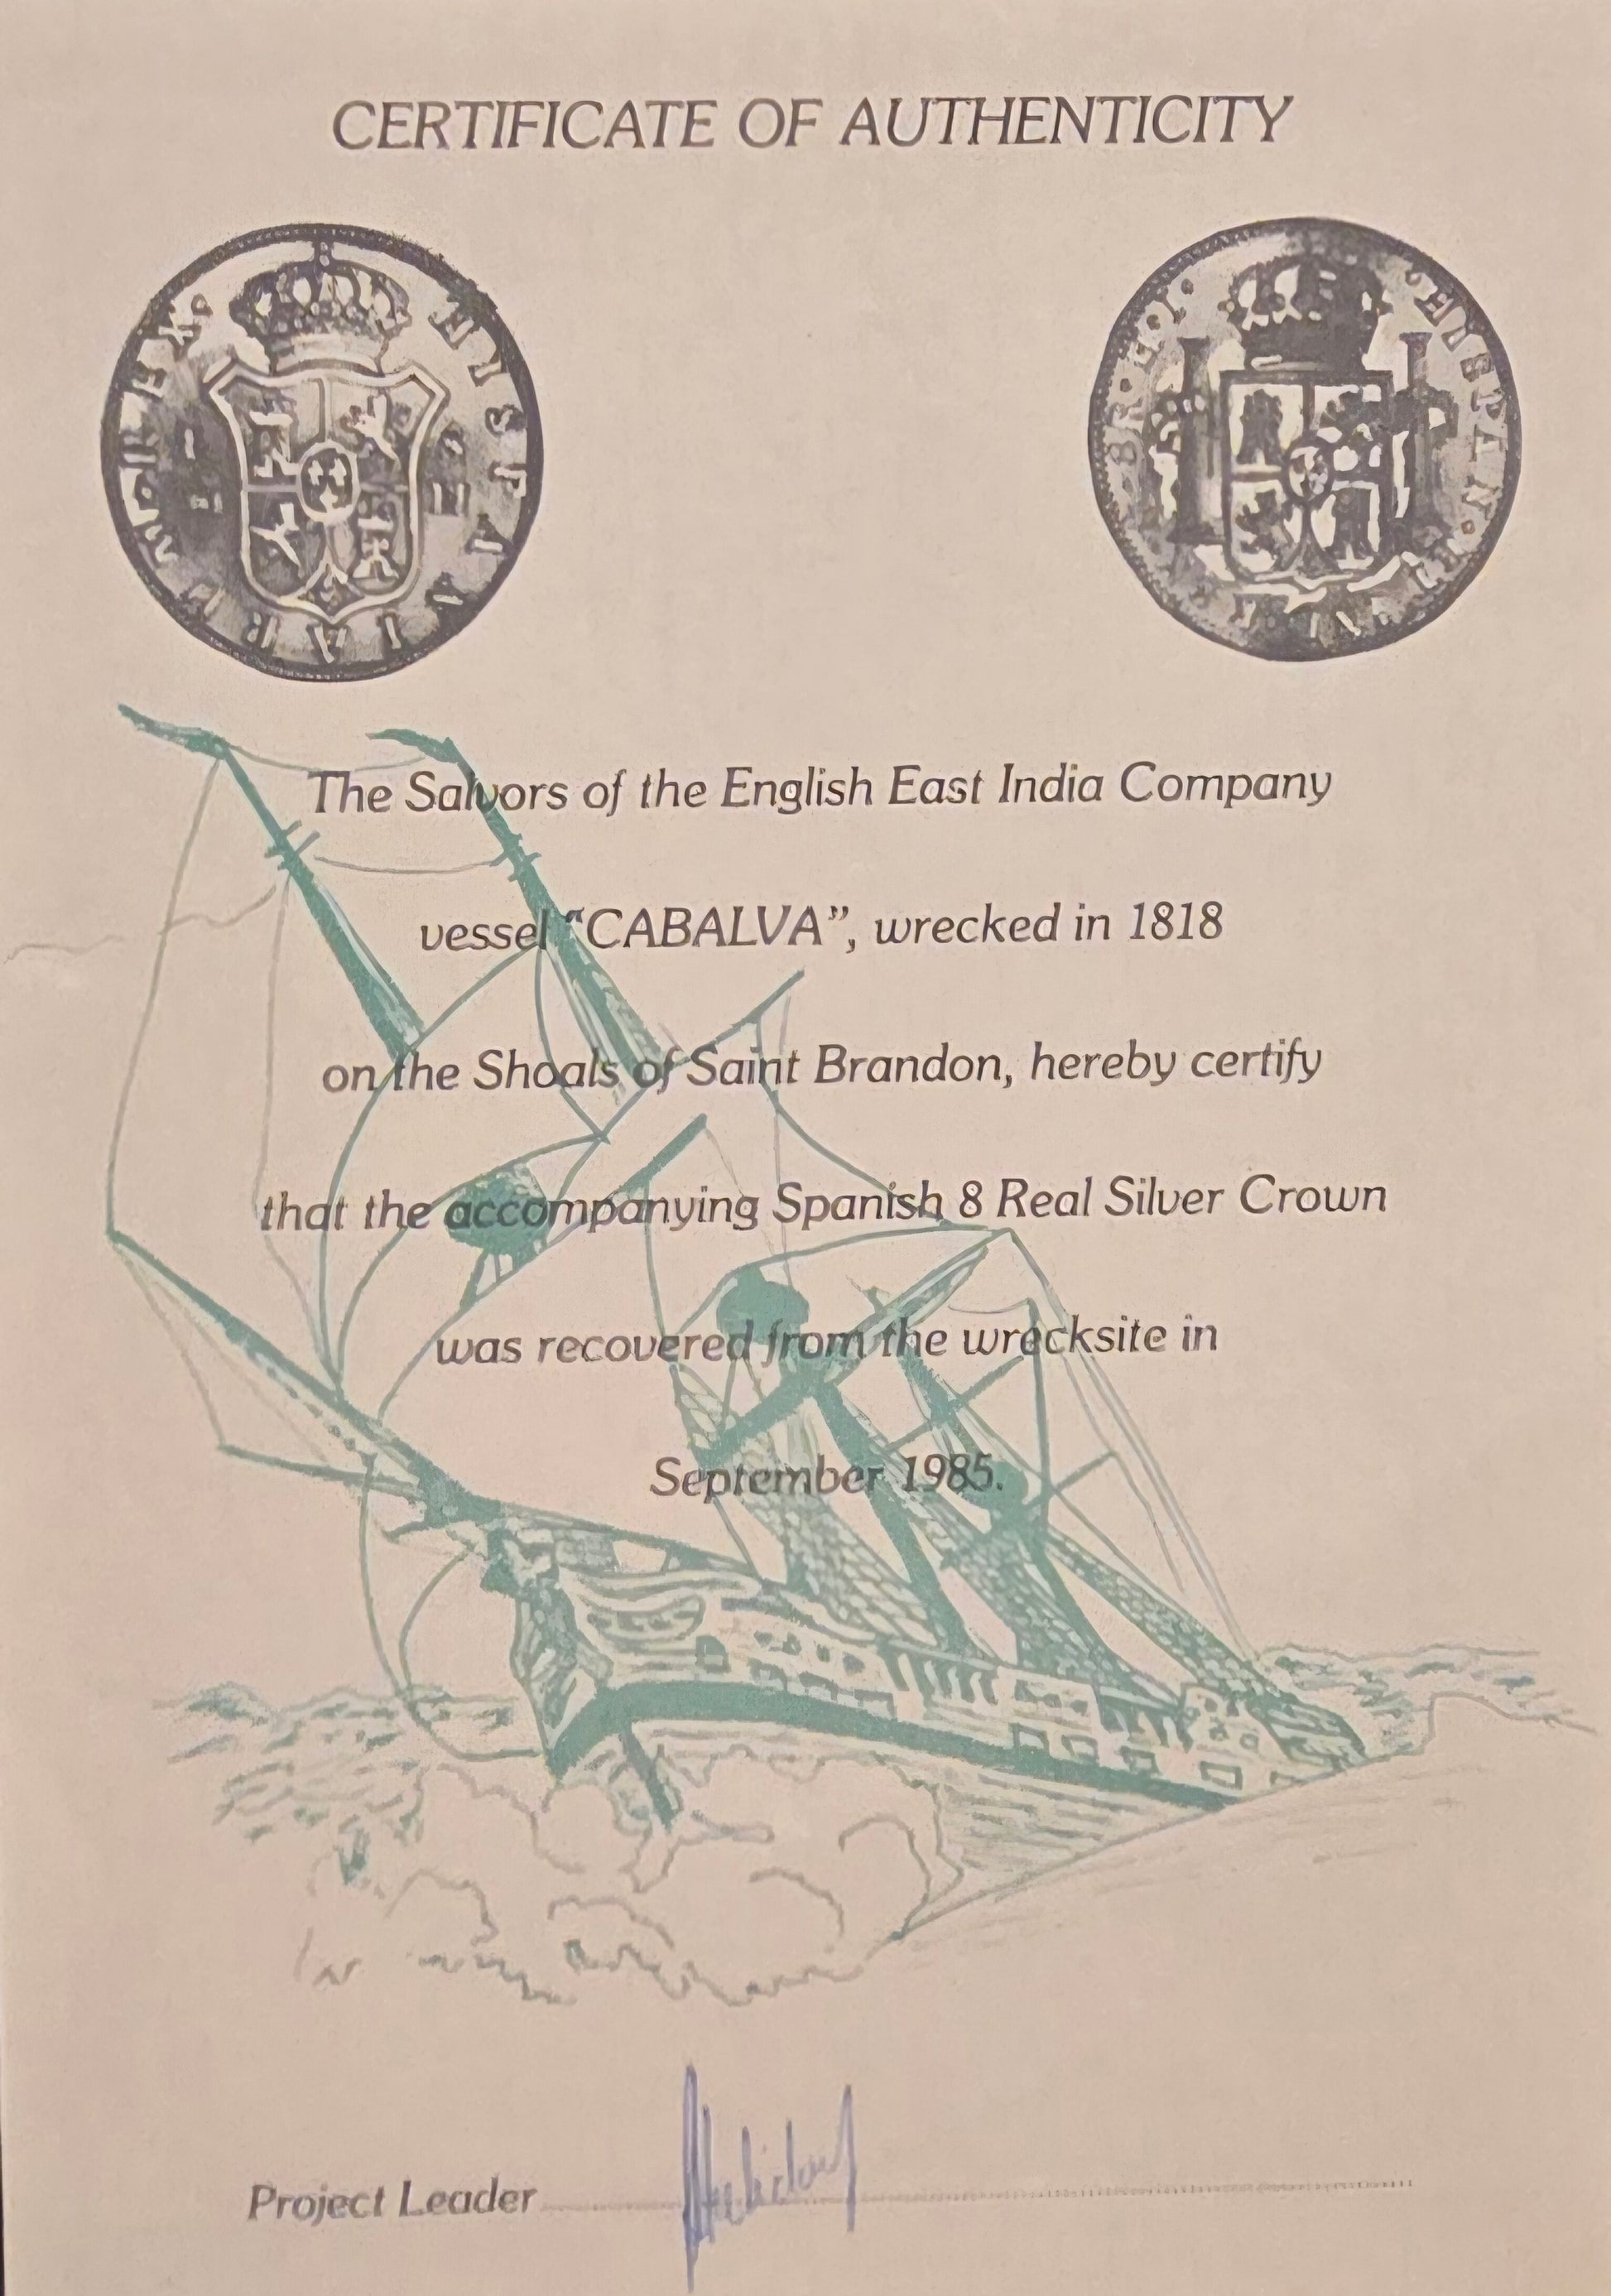 CERTIFICATE OF AUTHENTICITY
The Salvors of the English East India Company
vessel “CABALVA”, wrecked in 1818
on the Shoals of Saint Brandon, hereby certify
that the accompanying Spanish 8 Real Silver Crown
was recovered from the wrecksite in
September 1985.
Project Leader